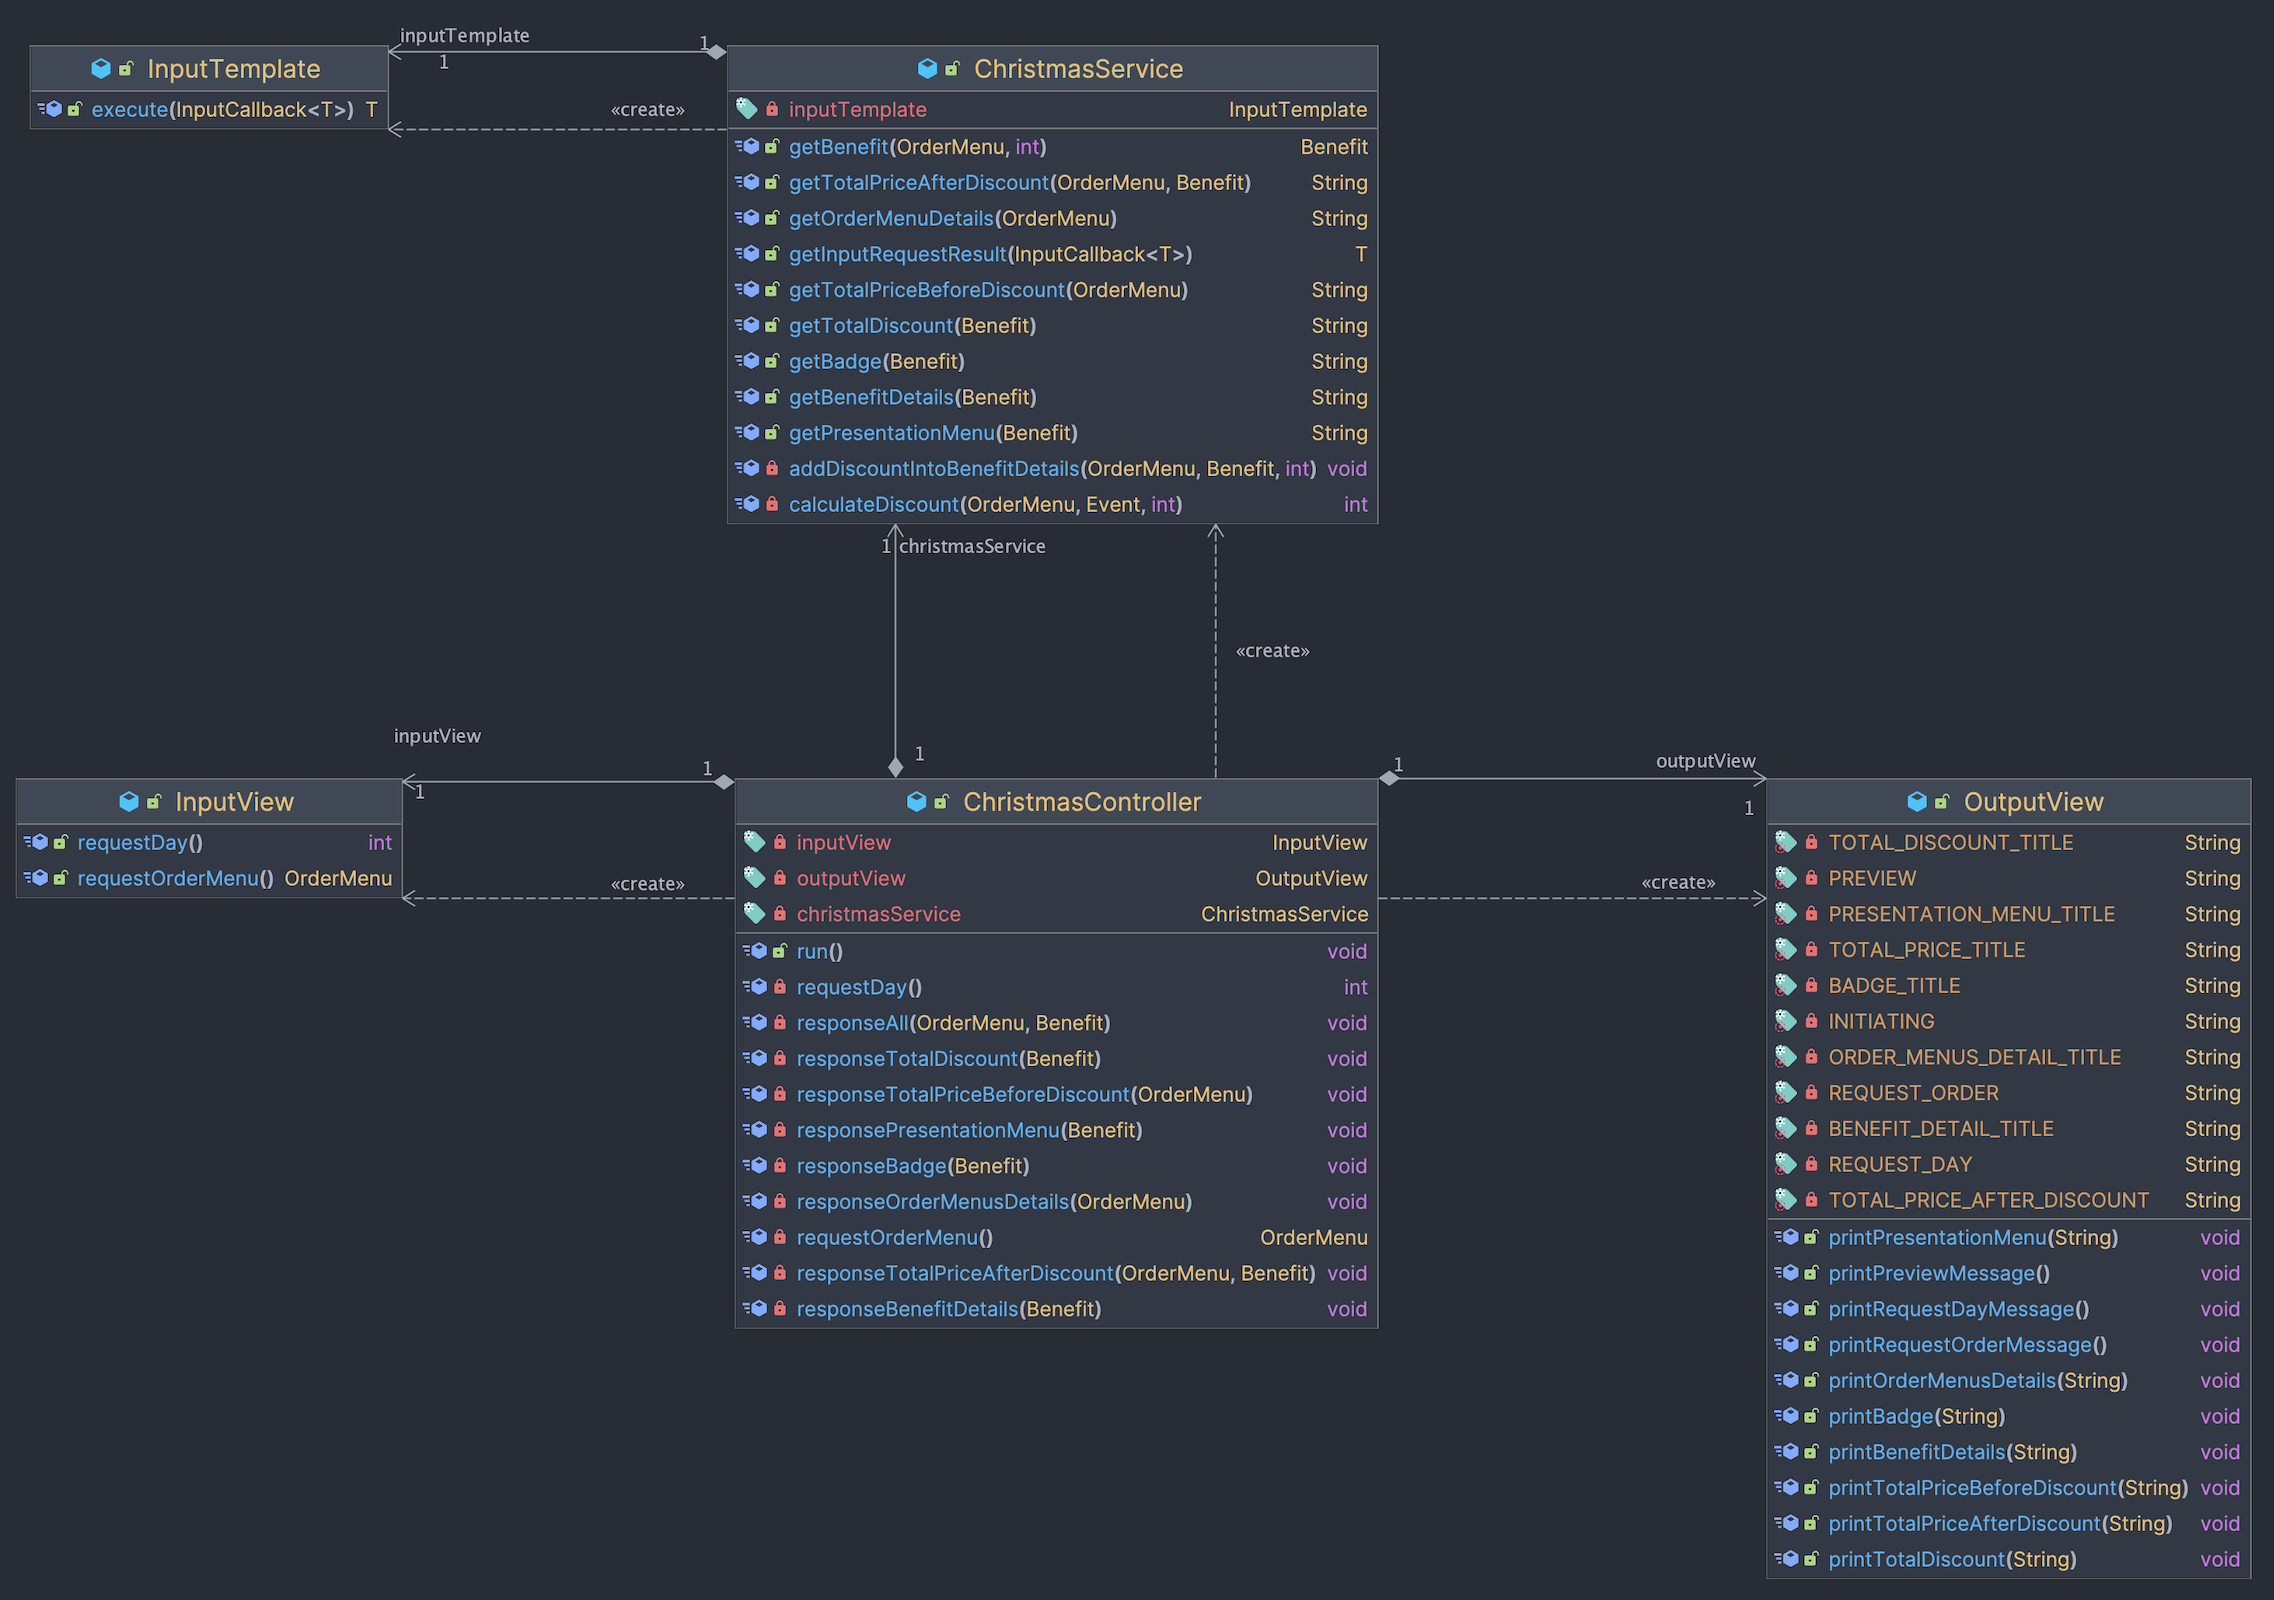 inputTemplate
1
1
InputTemplate
execute(InputCallback<T>) T
«create»
ChristmasService
inputTemplate InputTemplate
getBenefit(OrderMenu, int) Benefit
getTotalPriceAfterDiscount(OrderMenu, Benefit) String
getOrderMenuDetails(OrderMenu) String
getInputRequestResult(InputCallback<T>) T
getTotalPriceBeforeDiscount(OrderMenu) String
getTotalDiscount(Benefit) String
getBadge(Benefit) String
getBenefitDetails(Benefit) String
getPresentationMenu(Benefit) String
addDiscountIntoBenefitDetails(OrderMenu, Benefit, int) void
calculateDiscount(OrderMenu, Event, int) int
1 christmasService
«create»
1
inputView
1
1
InputView
requestDay() int
requestOrderMenu() OrderMenu
«create»
ChristmasController
inputView InputView
outputView OutputView
christmasService ChristmasService
run() void
requestDay() int
responseAll(OrderMenu, Benefit) void
responseTotalDiscount(Benefit) void
responseTotalPriceBeforeDiscount(OrderMenu) void
responsePresentationMenu(Benefit) void
responseBadge(Benefit) void
responseOrderMenusDetails(OrderMenu) void
requestOrderMenu() OrderMenu
responseTotalPriceAfterDiscount(OrderMenu, Benefit) void
responseBenefitDetails(Benefit) void
1
outputView
1
«create»
OutputView
TOTAL_DISCOUNT_TITLE String
PREVIEW String
PRESENTATION_MENU_TITLE String
TOTAL_PRICE_TITLE String
BADGE_TITLE String
INITIATING String
ORDER_MENUS_DETAIL_TITLE String
REQUEST_ORDER String
BENEFIT_DETAIL_TITLE String
REQUEST_DAY String
TOTAL_PRICE_AFTER_DISCOUNT String
printPresentationMenu(String) void
printPreviewMessage() void
printRequestDayMessage() void
printRequestOrderMessage() void
printOrderMenusDetails(String) void
printBadge(String) void
printBenefitDetails(String) void
printTotalPriceBeforeDiscount(String) void
printTotalPriceAfterDiscount(String) void
printTotalDiscount(String) void